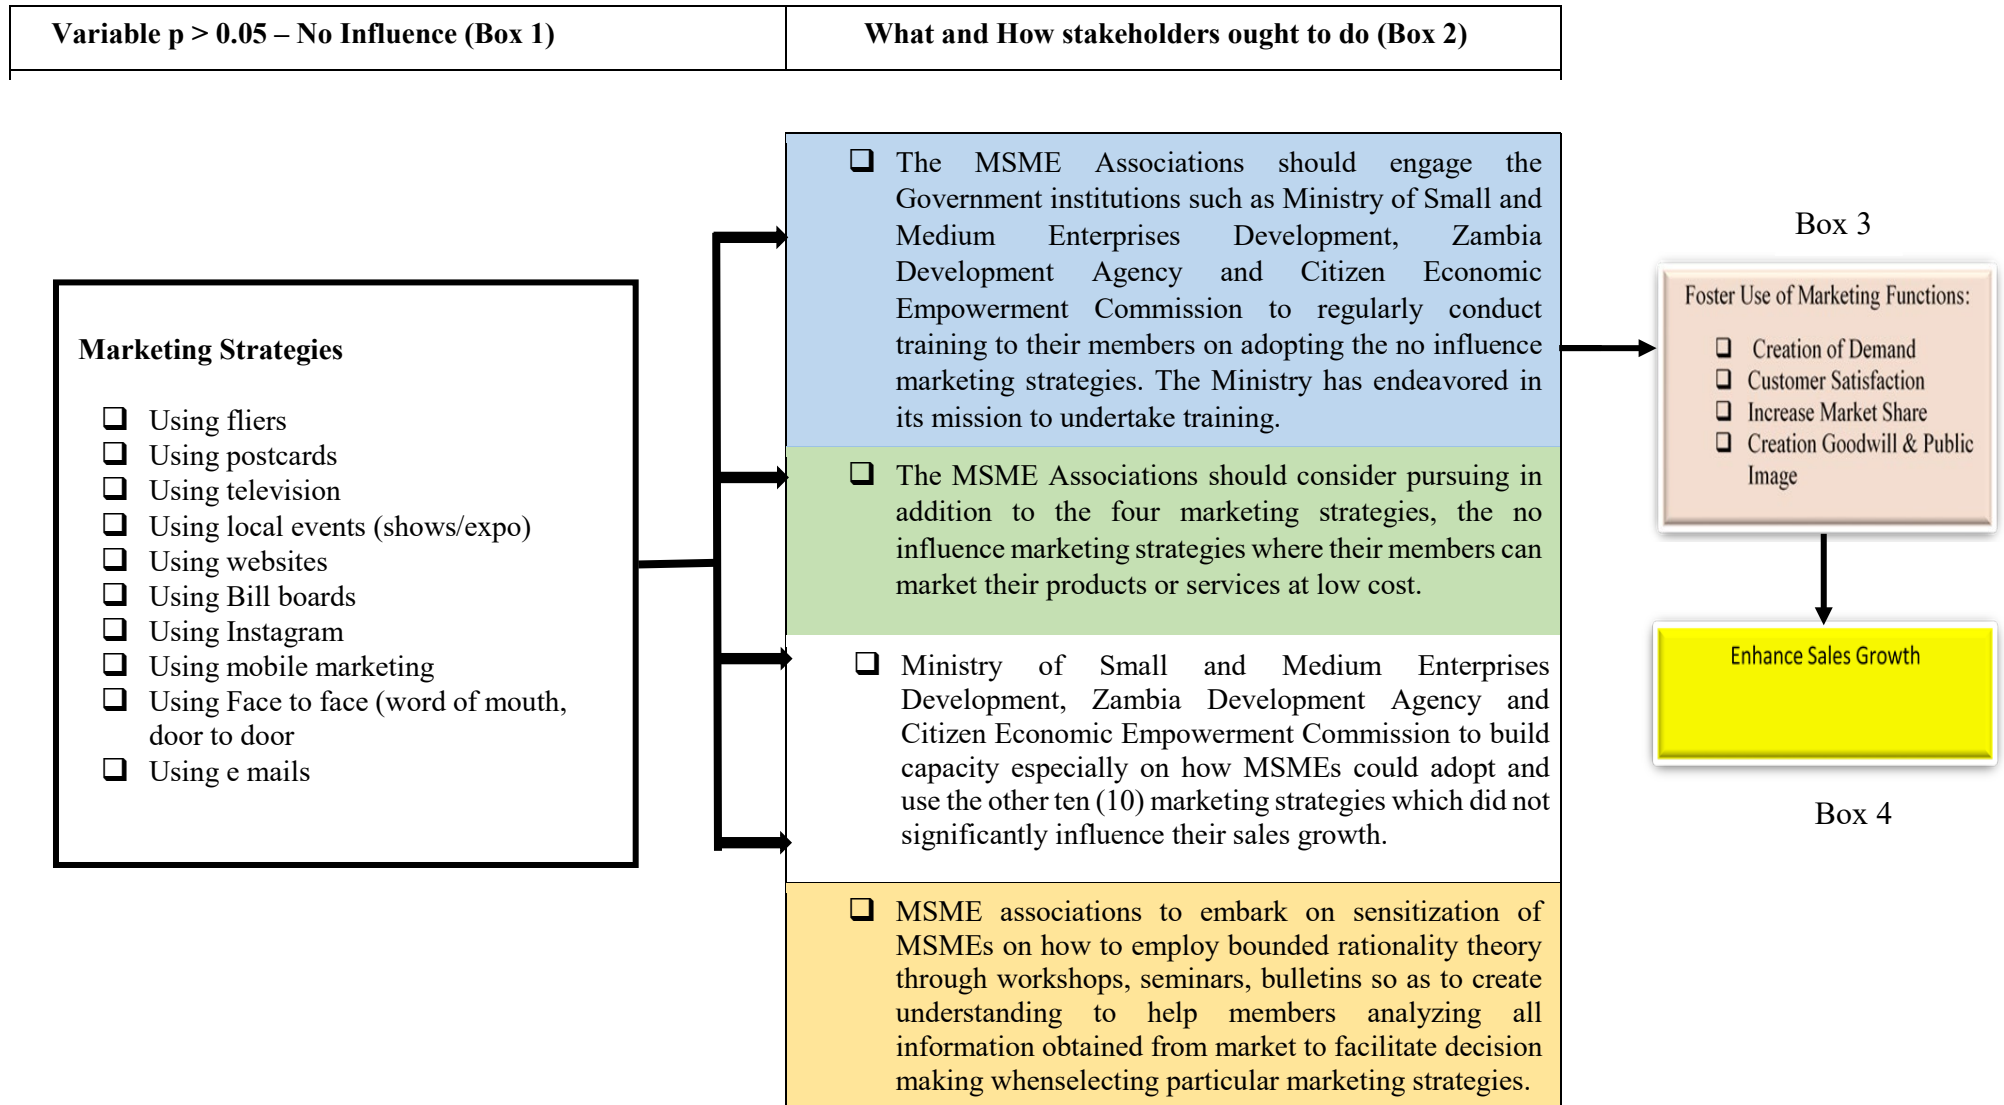 Variable p > 0.05 – No Influence (Box 1)
What and How stakeholders ought to do (Box 2)
Marketing Strategies
❑ Using fliers
❑ Using postcards
❑ Using television
❑ Using local events (shows/expo)
❑ Using websites
❑ Using Bill boards
❑ Using Instagram
❑ Using mobile marketing
❑ Using Face to face (word of mouth,
door to door
❑ Using e mails
❑ The MSME Associations should engage the
Government institutions such as Ministry of Small and
Medium Enterprises Development, Zambia
Development Agency and Citizen Economic
Empowerment Commission to regularly conduct
training to their members on adopting the no influence
marketing strategies. The Ministry has endeavored in
its mission to undertake training.
❑ The MSME Associations should consider pursuing in
addition to the four marketing strategies, the no
influence marketing strategies where their members can
market their products or services at low cost.
❑ Ministry of Small and Medium Enterprises
Development, Zambia Development Agency and
Citizen Economic Empowerment Commission to build
capacity especially on how MSMEs could adopt and
use the other ten (10) marketing strategies which did not
significantly influence their sales growth.
❑ MSME associations to embark on sensitization of
MSMEs on how to employ bounded rationality theory
through workshops, seminars, bulletins so as to create
understanding to help members analyzing all
information obtained from market to facilitate decision
making whenselecting particular marketing strategies.
Box 3
Foster Use of Marketing Functions:
❑ Creation of Demand
❑ Customer Satisfaction
❑ Increase Market Share
❑ Creation Goodwill & Public
Image
Enhance Sales Growth
Box 4